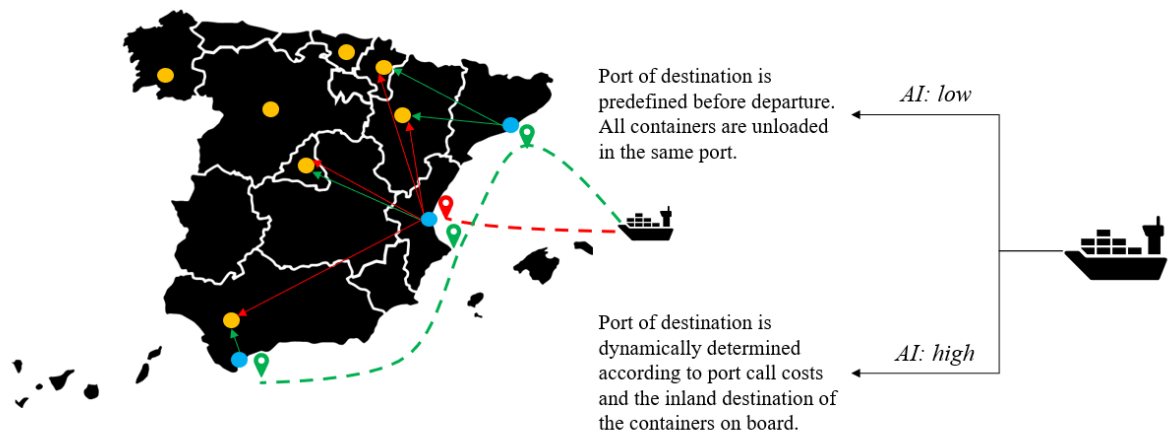 Port of destination is
predefined before departure.
All containers are unloaded
in the same port.
AI: low
Port of destination is
dynamically determined
according to port call costs
and the inland destination of
the containers on board.
AI: high